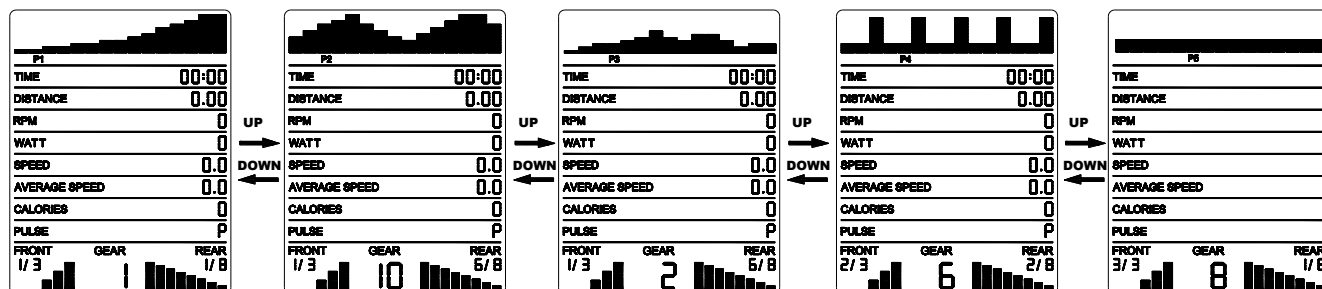 P1
TIME 00:00
DISTANCE 0.00
RPM 0
WATT 0
SPEED 0.0
AVERAGE SPEED 0.0
CALORIES 0
PULSE P
FRONT GEAR REAR
1/3 1 1/8
UP
DOWN
P2
TIME 00:00
DISTANCE 0.00
RPM 0
WATT 0
SPEED 0.0
AVERAGE SPEED 0.0
CALORIES 0
PULSE P
FRONT GEAR REAR
1/3 10 6/8
UP
DOWN
P3
TIME 00:00
DISTANCE 0.00
RPM 0
WATT 0
SPEED 0.0
AVERAGE SPEED 0.0
CALORIES 0
PULSE P
FRONT GEAR REAR
1/3 2 6/8
UP
DOWN
P4
TIME 00:00
DISTANCE 0.00
RPM 0
WATT 0
SPEED 0.0
AVERAGE SPEED 0.0
CALORIES 0
PULSE P
FRONT GEAR REAR
2/3 6 2/8
UP
DOWN
P5
TIME
DISTANCE
RPM
WATT
SPEED
AVERAGE SPEED
CALORIES
PULSE
FRONT GEAR REAR
3/3 8 1/8